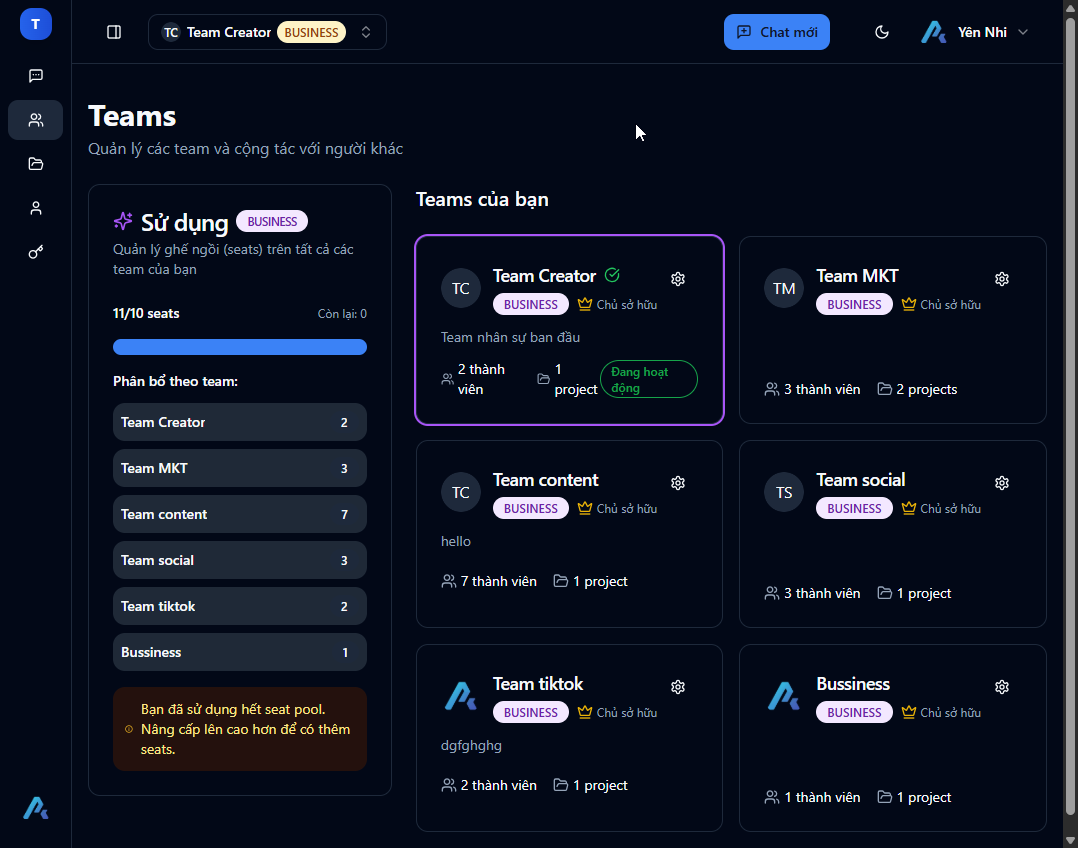 T
TC Team Creator BUSINESS
Chat mới
Yên Nhi
Teams
Quản lý các team và cộng tác với người khác
Sử dụng BUSINESS
Quản lý ghế ngồi (seats) trên tất cả các
team của bạn
11/10 seats
Còn lại: 0
Phân bổ theo team:
Team Creator 2
Team MKT 3
Team content 7
Team social 3
Team tiktok 2
Bussiness 1
Bạn đã sử dụng hết seat pool.
Nâng cấp lên cao hơn để có thêm
seats.
Teams của bạn
TC
Team Creator
BUSINESS Chủ sở hữu
Team nhân sự ban đầu
2 thành
viên
1
project
Đang hoạt
động
TM
Team MKT
BUSINESS Chủ sở hữu
3 thành viên 2 projects
TC
Team content
BUSINESS Chủ sở hữu
hello
7 thành viên 1 project
TS
Team social
BUSINESS Chủ sở hữu
3 thành viên 1 project
Team tiktok
BUSINESS Chủ sở hữu
dgfghghg
2 thành viên 1 project
Bussiness
BUSINESS Chủ sở hữu
1 thành viên 1 project